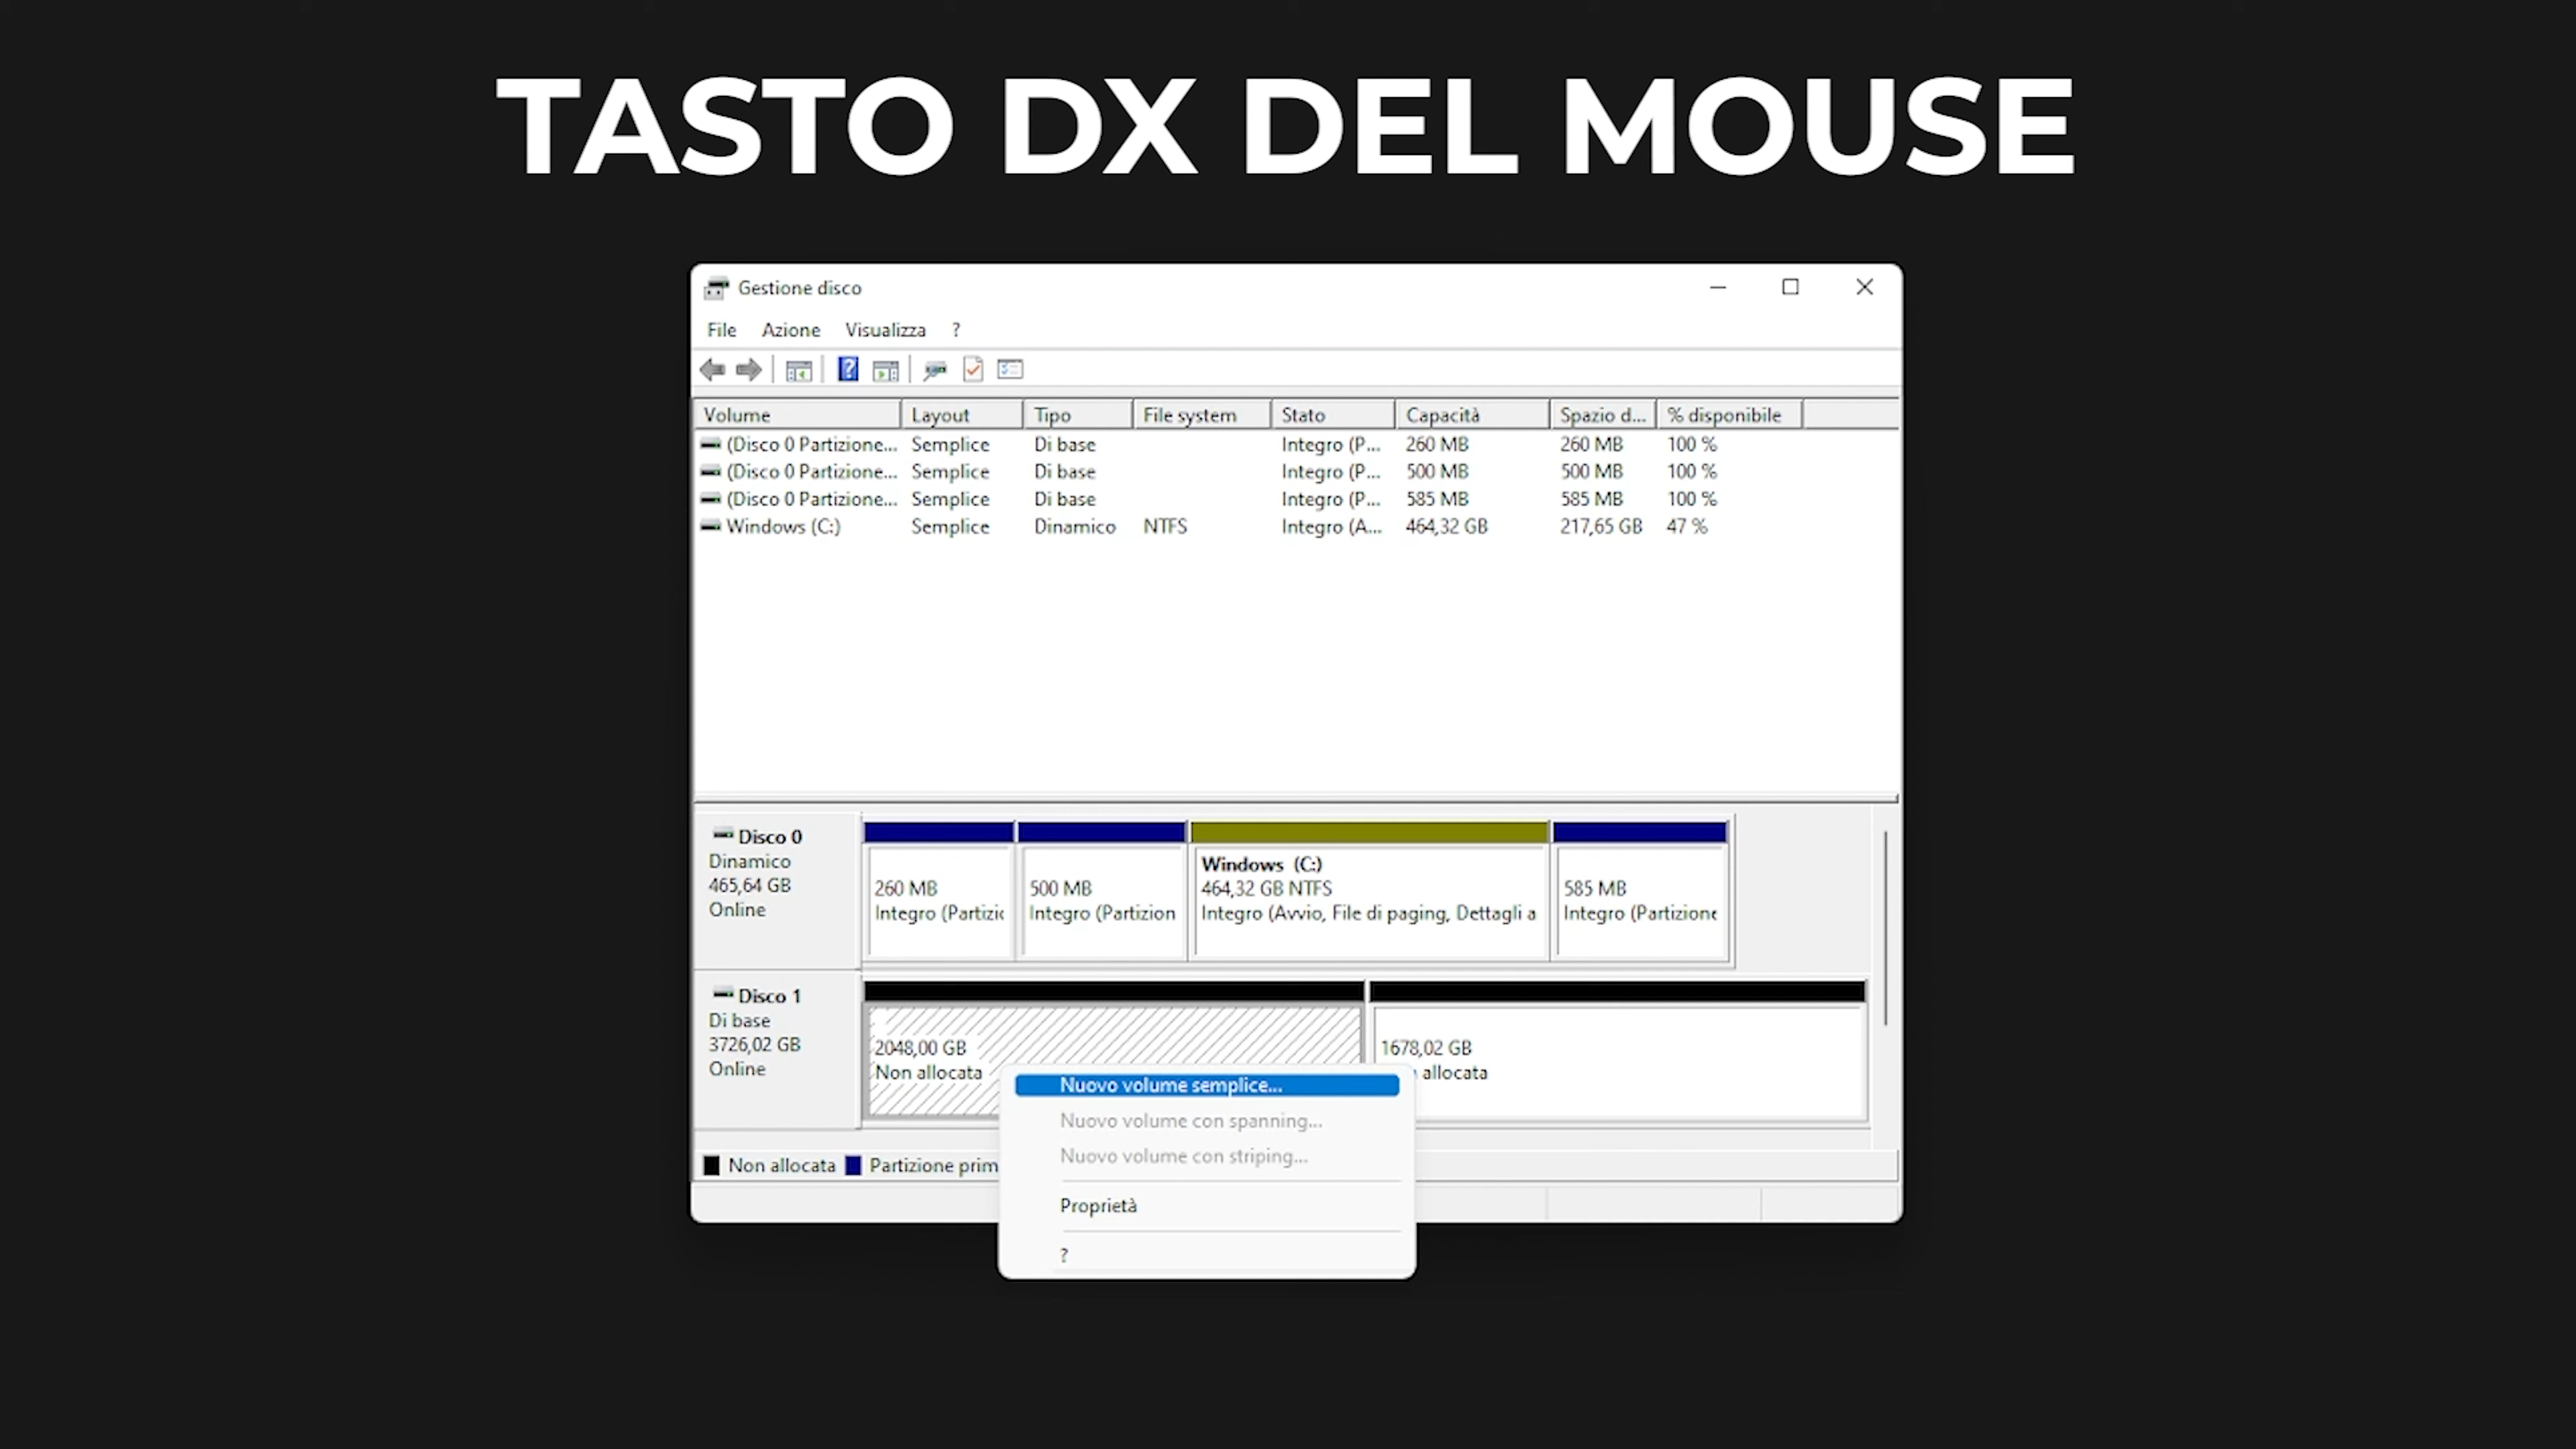 TASTO DX DEL MOUSE
Gestione disco
File Azione Visualizza ?
Volume Layout Tipo File system Stato Capacità Spazio d... % disponibile
(Disco 0 Partizione... Semplice Di base Integro (P... 260 MB 260 MB 100 %
(Disco 0 Partizione... Semplice Di base Integro (P... 500 MB 500 MB 100 %
(Disco 0 Partizione... Semplice Di base Integro (P... 585 MB 585 MB 100 %
Windows (C:) Semplice Dinamico NTFS Integro (A... 464,32 GB 217,65 GB 47 %
Disco 0
Dinamico
465,64 GB
Online
260 MB
Integro (Partizic
500 MB
Integro (Partizion
Windows (C:)
464,32 GB NTFS
Integro (Avvio, File di paging, Dettagli a
585 MB
Integro (Partizione
Disco 1
Di base
3726,02 GB
Online
2048,00 GB
Non allocata
1678,02 GB
allocata
Nuovo volume semplice...
Nuovo volume con spanning...
Nuovo volume con striping...
Proprietà
?
Non allocata Partizione prim